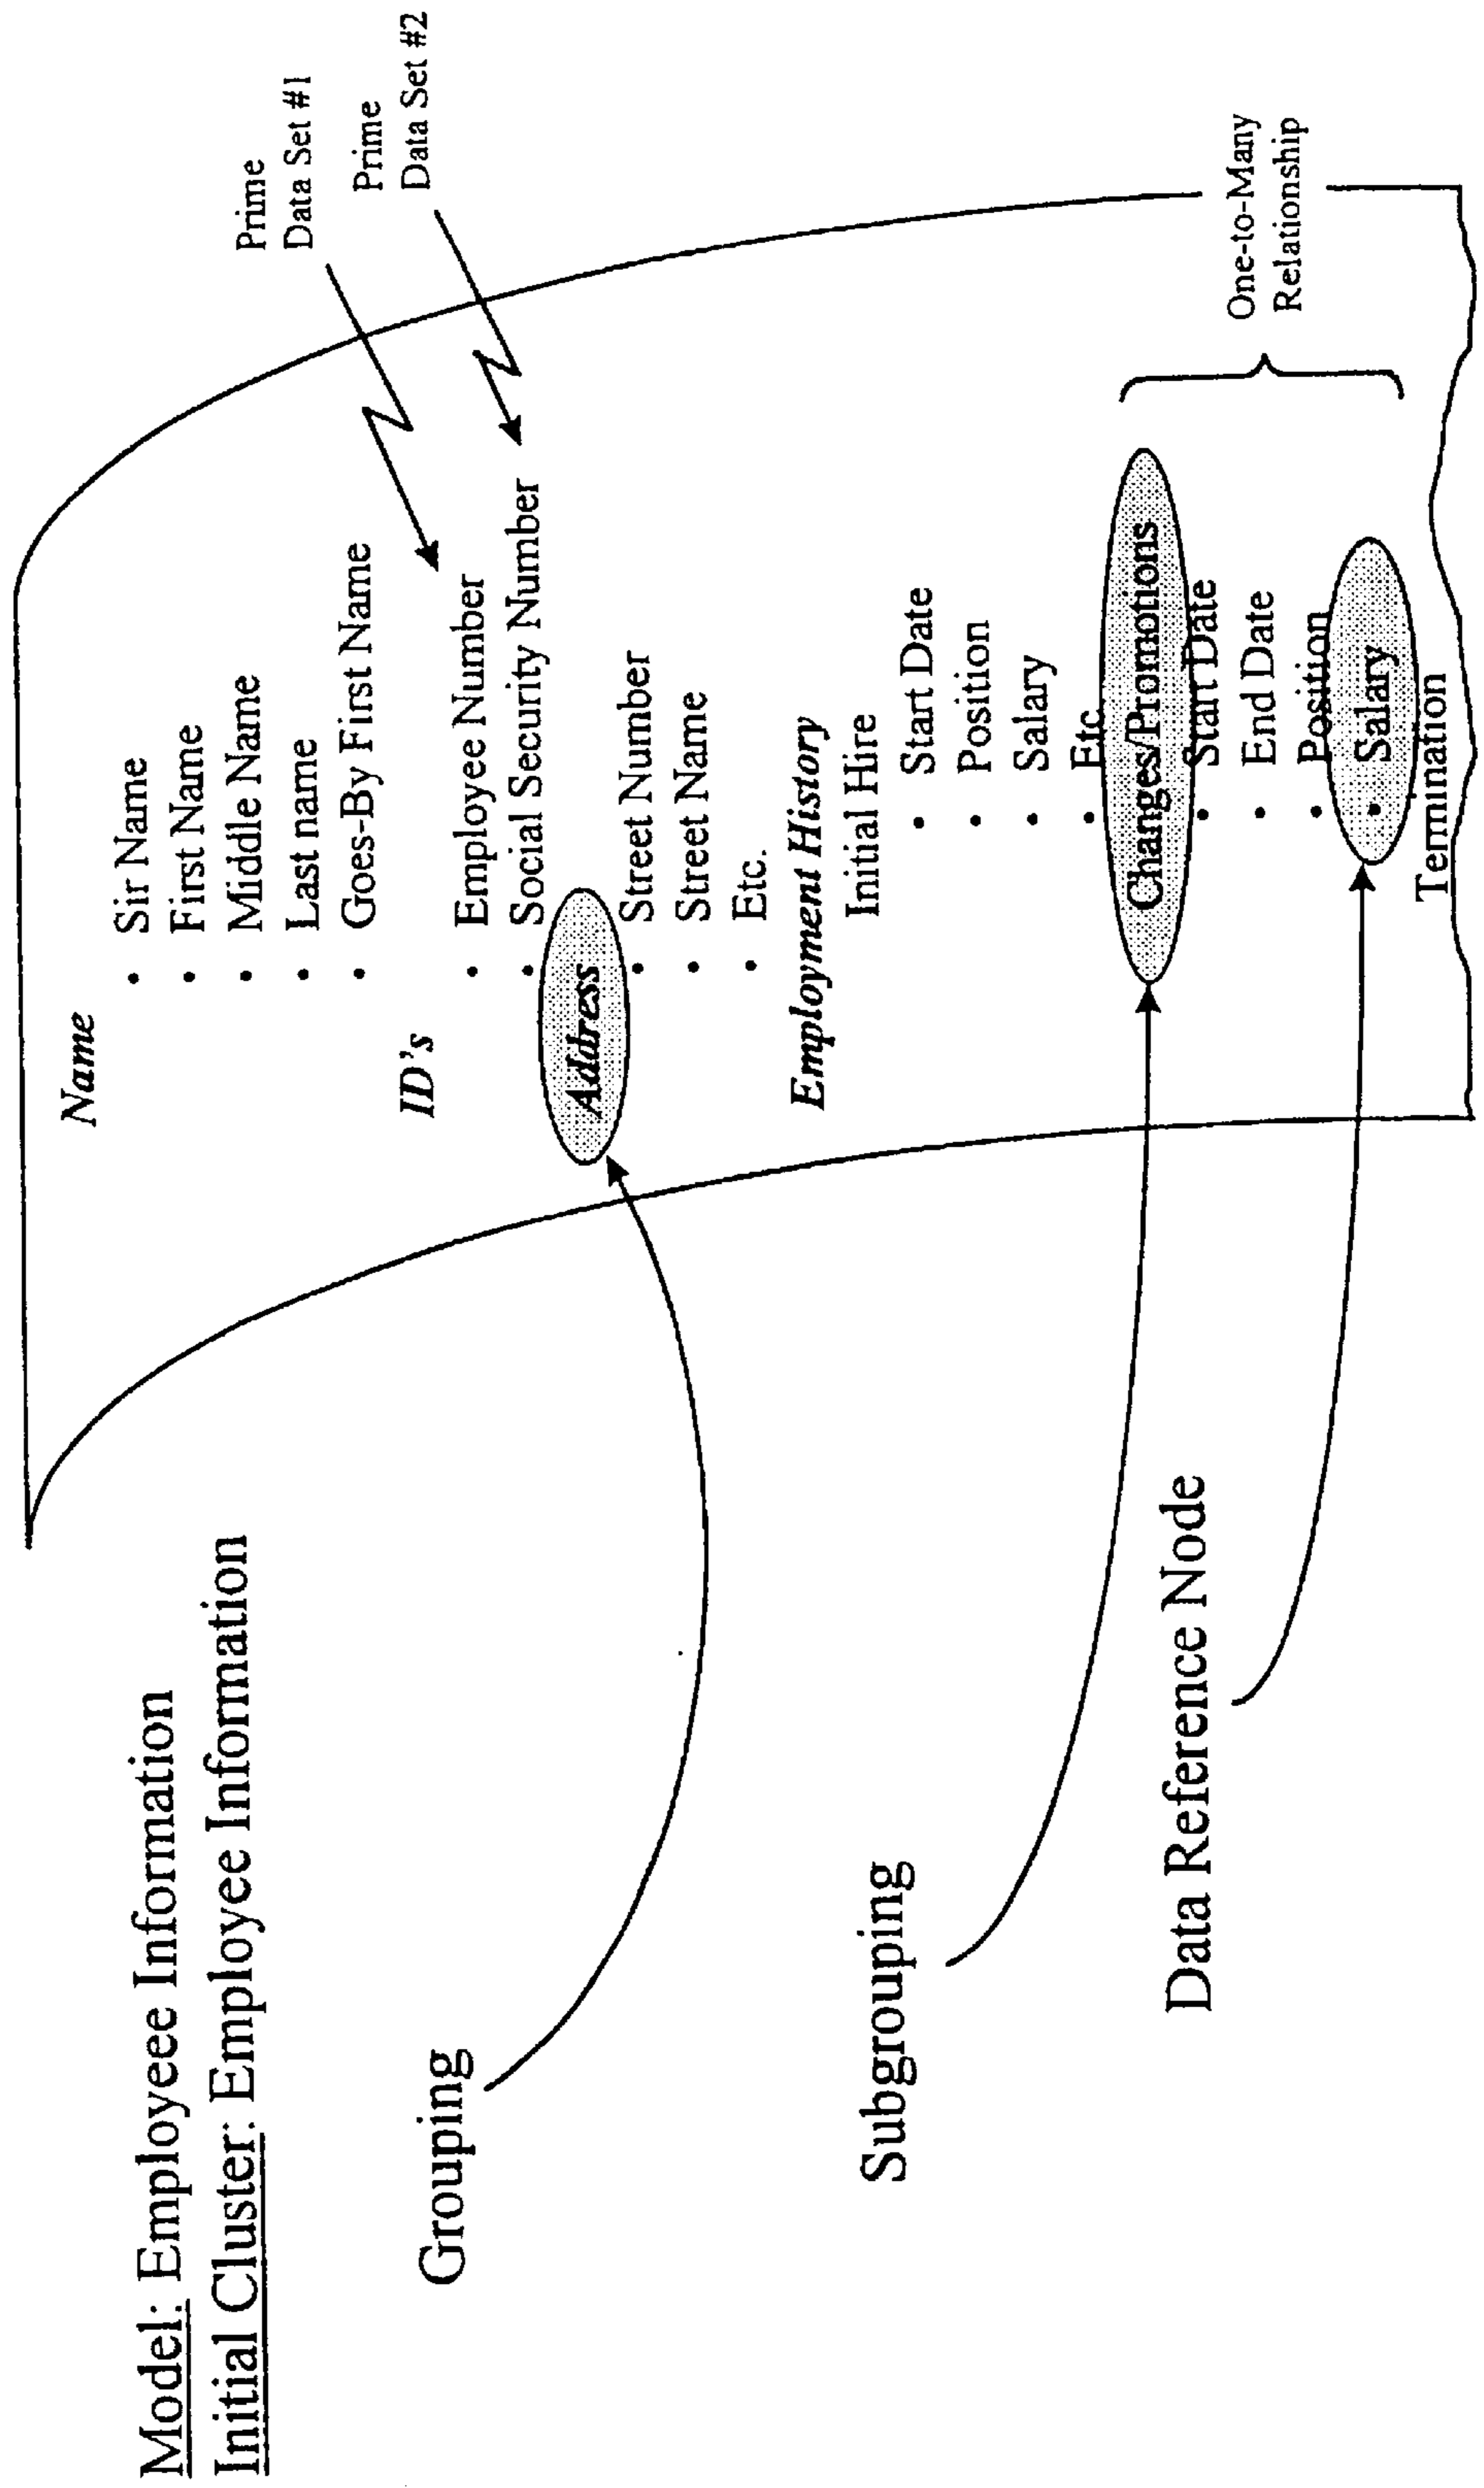 Model: Employee Information
Initial Cluster: Employee Information
Grouping
Subgrouping
Data Reference Node
Name
• Sir Name
• First Name
• Middle Name
• Last name
• Goes-By First Name
ID's
• Employee Number
• Social Security Number
Address
• Street Number
• Street Name
• Etc.
Employment History
Initial Hire
• Start Date
• Position
• Salary
• Etc
Changes/Promotions
• Start Date
• End Date
• Position
• Salary
Termination
Prime
Data Set #1
Prime
Data Set #2
One-to-Many
Relationship